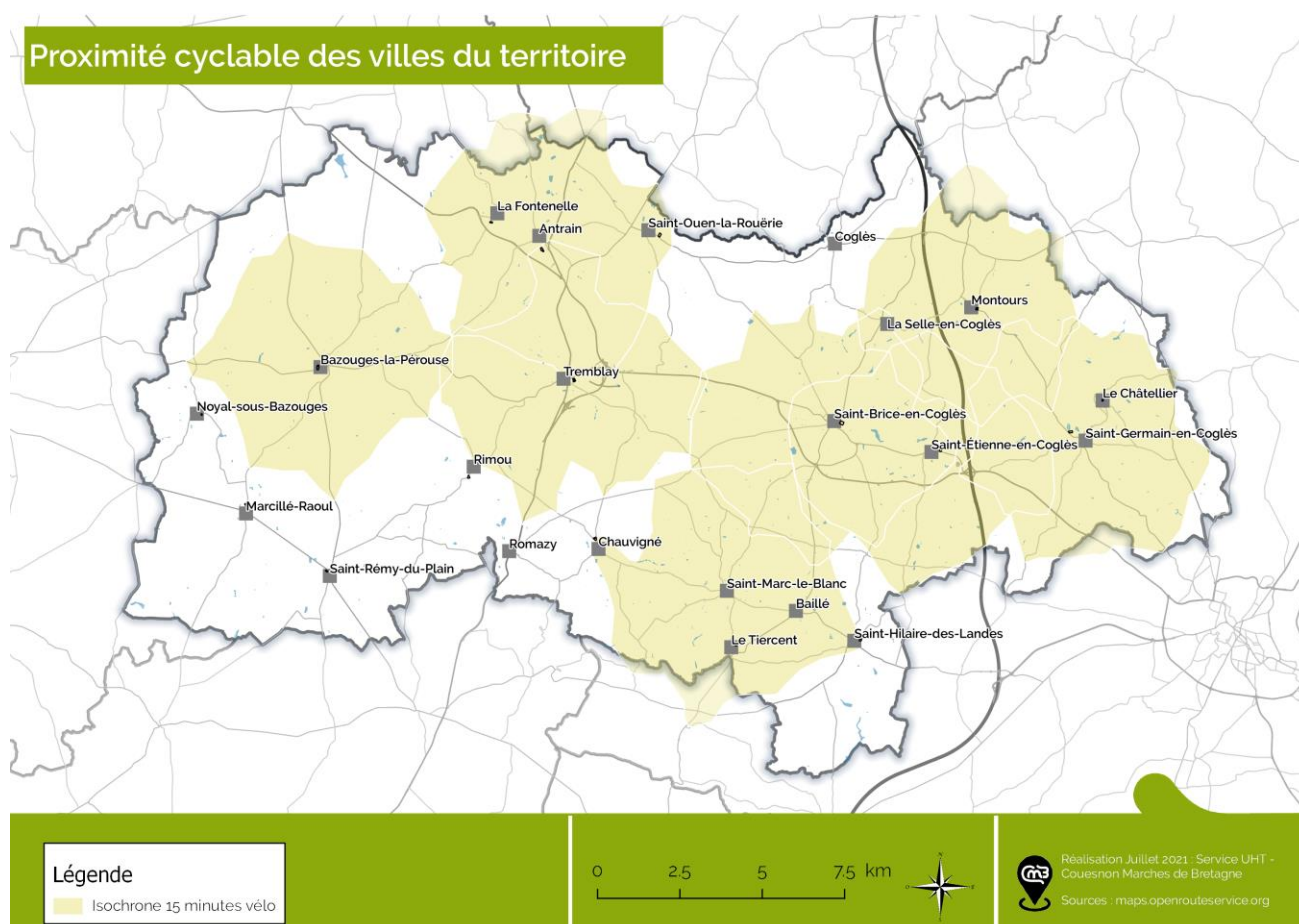 Proximité cyclable des villes du territoire
La Fontenelle
Antrain
Saint-Ouen-la-Rouërie
Coglès
Montours
La Selle-en-Coglès
Bazouges-la-Pérouse
Tremblay
Le Châtellier
Noyal-sous-Bazouges
Saint-Brice-en-Coglès
Saint-Germain-en-Coglès
Saint-Étienne-en-Coglès
Rimou
Marcillé-Raoul
Romazy
Chauvigné
Saint-Rémy-du-Plain
Saint-Marc-le-Blanc
Baillé
Le Tiercent
Saint-Hilaire-des-Landes
Légende
Isochrone 15 minutes vélo
0 2.5 5 7.5 km
Réalisation Juillet 2021 : Service UHT -
Couesnon Marches de Bretagne
Sources : maps.openrouteservice.org